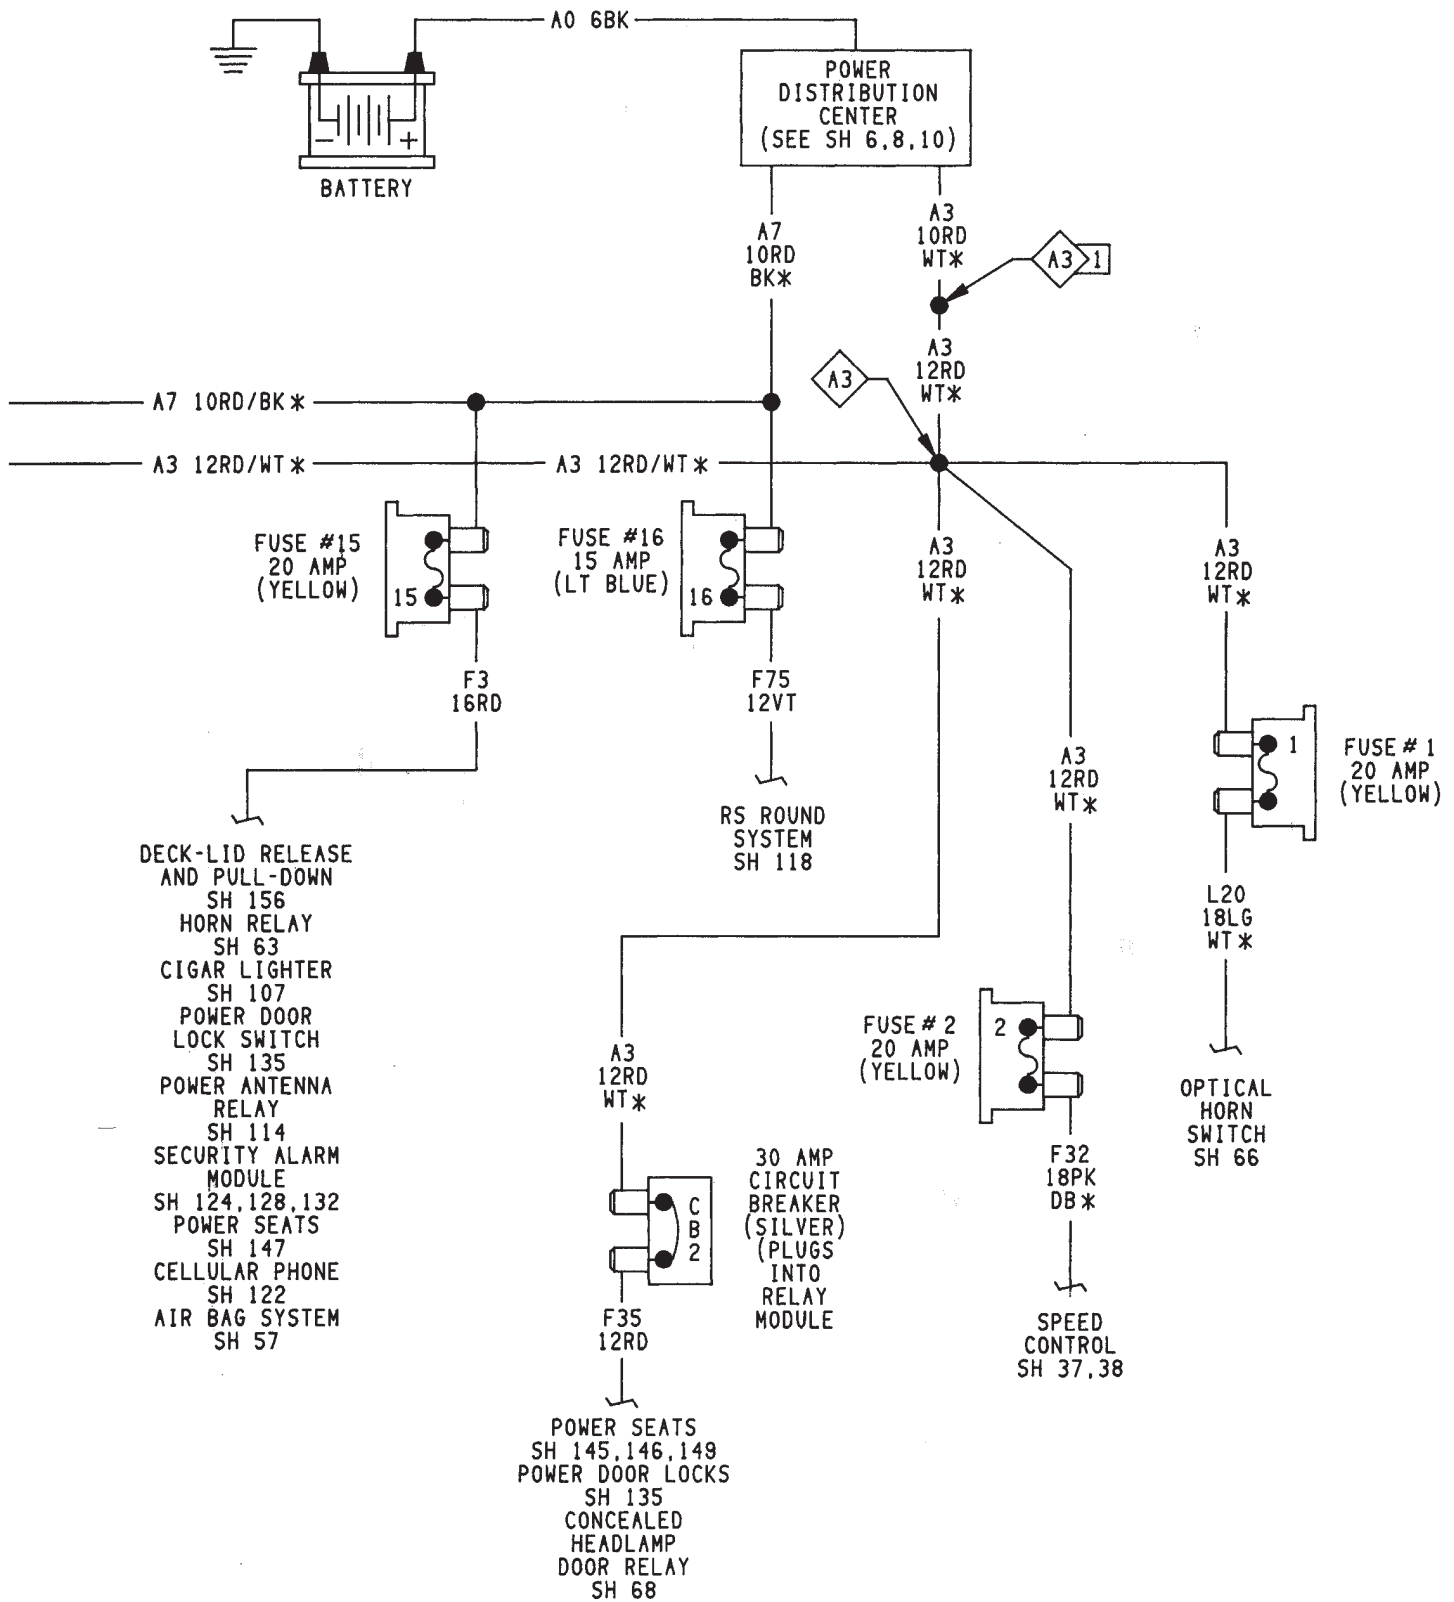 A0 6BK
POWER
DISTRIBUTION
CENTER
(SEE SH 6,8,10)
- +
BATTERY
A7
10RD
BK*
A3
10RD
WT*
A3 1
A3
12RD
WT*
A3
A7 10RD/BK*
A3 12RD/WT*
A3 12RD/WT*
FUSE #15
20 AMP
(YELLOW)
15
FUSE #16
15 AMP
(LT BLUE)
16
A3
12RD
WT*
A3
12RD
WT*
F3
16RD
F75
12VT
A3
12RD
WT*
1
FUSE # 1
20 AMP
(YELLOW)
RS ROUND
SYSTEM
SH 118
DECK-LID RELEASE
AND PULL-DOWN
SH 156
HORN RELAY
SH 63
CIGAR LIGHTER
SH 107
POWER DOOR
LOCK SWITCH
SH 135
POWER ANTENNA
RELAY
SH 114
SECURITY ALARM
MODULE
SH 124,128,132
POWER SEATS
SH 147
CELLULAR PHONE
SH 122
AIR BAG SYSTEM
SH 57
L20
18LG
WT*
FUSE # 2
20 AMP
(YELLOW)
2
A3
12RD
WT*
OPTICAL
HORN
SWITCH
SH 66
30 AMP
CIRCUIT
BREAKER
(SILVER)
(PLUGS
INTO
RELAY
MODULE
C
B
2
F32
18PK
DB*
F35
12RD
SPEED
CONTROL
SH 37,38
POWER SEATS
SH 145,146,149
POWER DOOR LOCKS
SH 135
CONCEALED
HEADLAMP
DOOR RELAY
SH 68